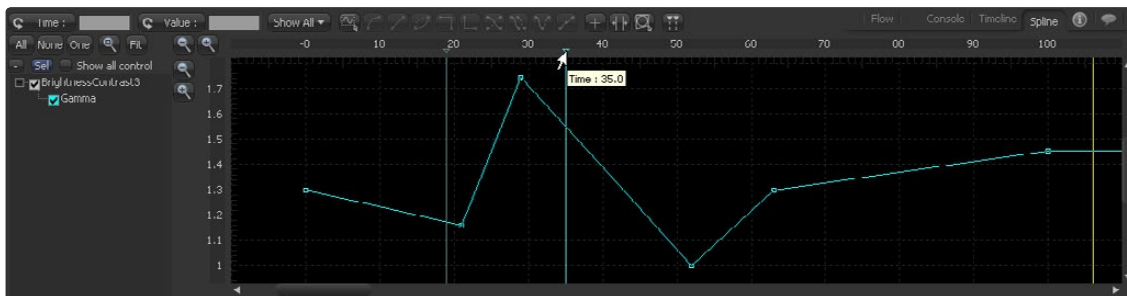 Time :
Value :
Show All
Flow Console Timeline Spline
All None One Fit
-0 10 20 30 40 50 60 70 80 90 100
Sel Show all control
BrightnessContrast3
Gamma
Time : 35.0
1.7
1.6
1.5
1.4
1.3
1.2
1.1
1